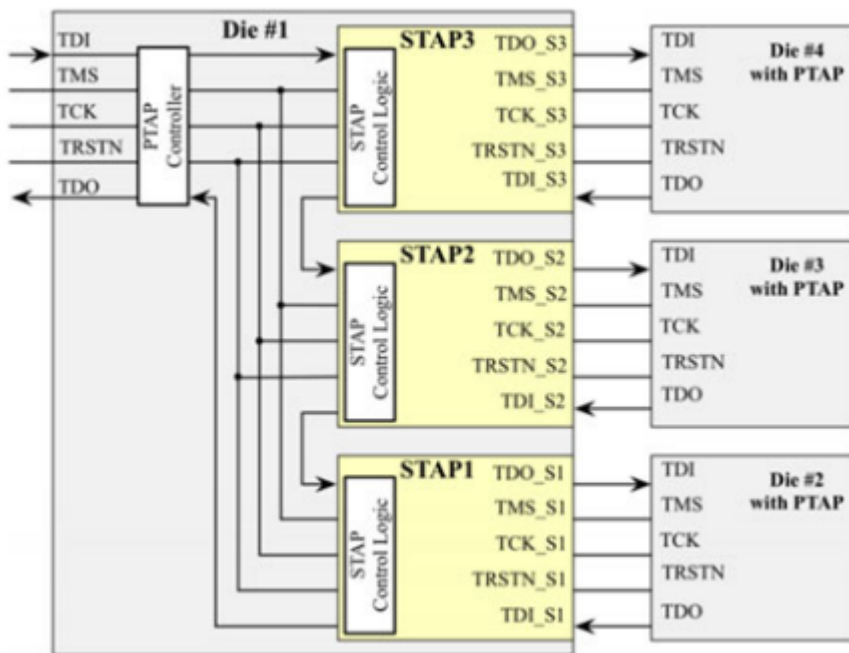 Die #1
TDI
TMS
TCK
TRSTN
TDO
PTAP
Controller
STAP3
STAP
Control Logic
TDO_S3
TMS_S3
TCK_S3
TRSTN_S3
TDI_S3
TDI
TMS
TCK
TRSTN
TDO
Die #4
with PTAP
STAP2
STAP
Control Logic
TDO_S2
TMS_S2
TCK_S2
TRSTN_S2
TDI_S2
TDI
TMS
TCK
TRSTN
TDO
Die #3
with PTAP
STAP1
STAP
Control Logic
TDO_S1
TMS_S1
TCK_S1
TRSTN_S1
TDI_S1
TDI
TMS
TCK
TRSTN
TDO
Die #2
with PTAP